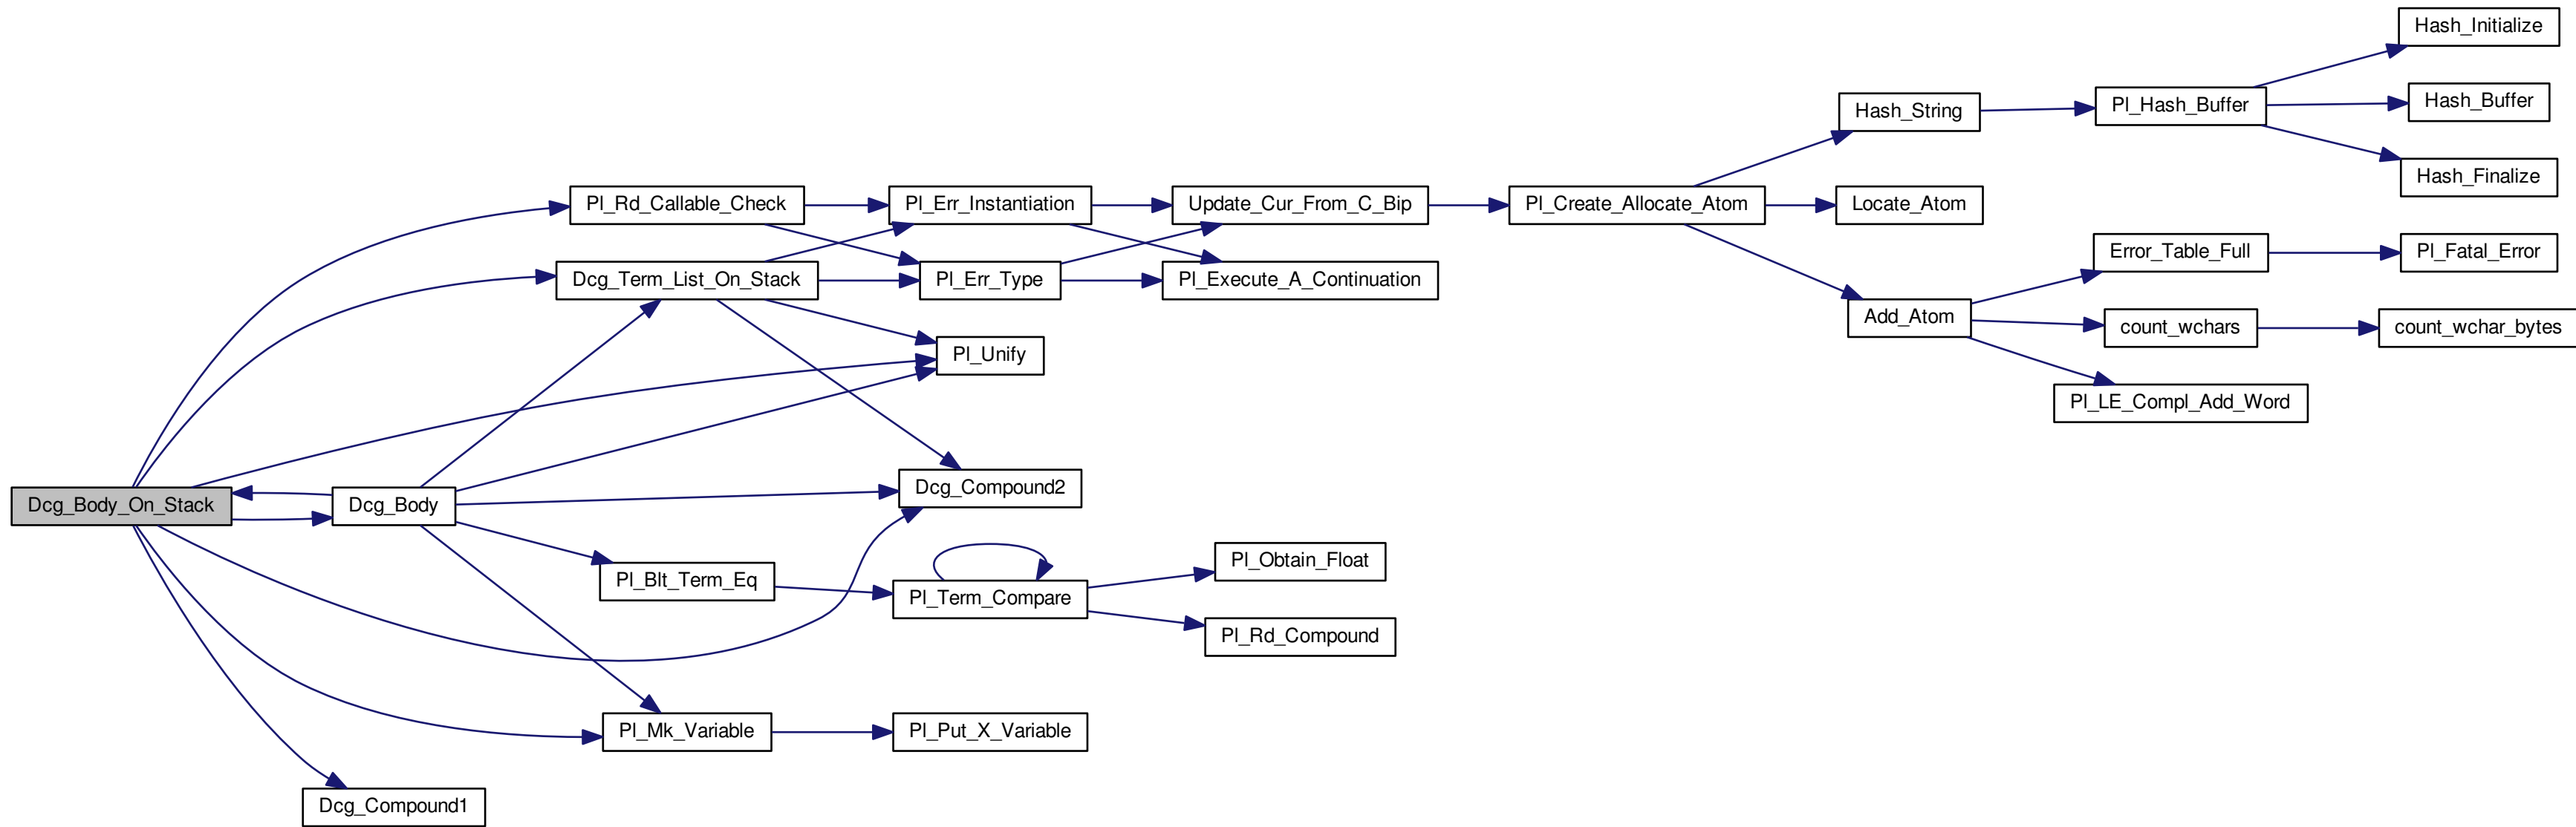 Hash_Initialize
Hash_Buffer
Pl_Hash_Buffer
Hash_String
Hash_Finalize
Pl_Rd_Callable_Check
Pl_Err_Instantiation
Update_Cur_From_C_Bip
Pl_Create_Allocate_Atom
Locate_Atom
Error_Table_Full
Pl_Fatal_Error
Dcg_Term_List_On_Stack
Pl_Err_Type
Pl_Execute_A_Continuation
Add_Atom
count_wchars
count_wchar_bytes
Pl_Unify
Pl_LE_Compl_Add_Word
Dcg_Compound2
Dcg_Body_On_Stack
Dcg_Body
Pl_Obtain_Float
Pl_Blt_Term_Eq
Pl_Term_Compare
Pl_Rd_Compound
Pl_Mk_Variable
Pl_Put_X_Variable
Dcg_Compound1